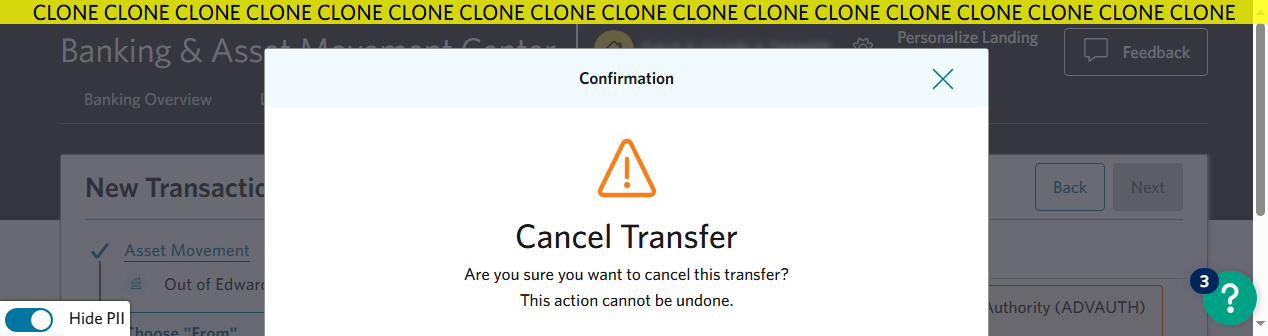 CLONE CLONE CLONE CLONE CLONE CLONE CLONE CLONE CLONE CLONE CLONE CLONE CLONE CLONE CLONE CLONE CLONE
Banking & Asset Movement Center
Personalize Landing
Feedback
Confirmation
Banking Overview
New Transactio
Back
Next
Cancel Transfer
Asset Movement
Are you sure you want to cancel this transfer?
Out of Edward
This action cannot be undone.
3
?
Authority (ADVAUTH)
Hide PII
hoose "From"